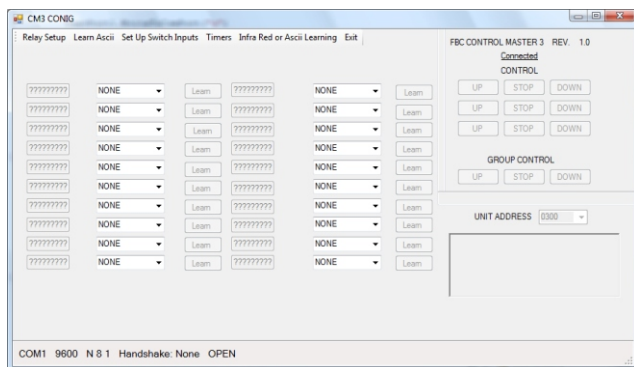 CM3 CONIG
Relay Setup Learn Ascii Set Up Switch Inputs Timers Infra Red or Ascii Learning Exit
FBC CONTROL MASTER 3 REV. 1.0
Connected
CONTROL
????????? NONE Learn ????????? NONE Learn UP STOP DOWN
????????? NONE Learn ????????? NONE Learn UP STOP DOWN
????????? NONE Learn ????????? NONE Learn UP STOP DOWN
????????? NONE Learn ????????? NONE Learn
GROUP CONTROL
????????? NONE Learn ????????? NONE Learn UP STOP DOWN
????????? NONE Learn ????????? NONE Learn
????????? NONE Learn ????????? NONE Learn
UNIT ADDRESS 0300
????????? NONE Learn ????????? NONE Learn
????????? NONE Learn ????????? NONE Learn
????????? NONE Learn ????????? NONE Learn
COM1 9600 N 8 1 Handshake: None OPEN